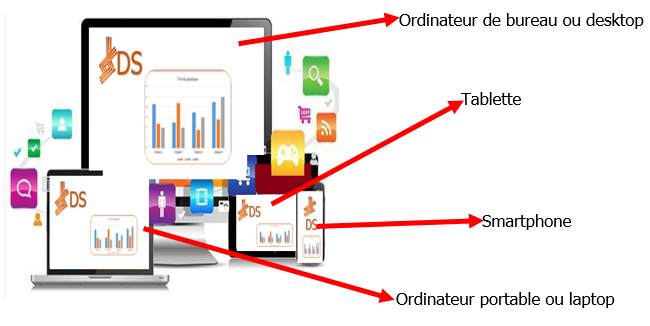 Ordinateur de bureau ou desktop
DS
Titre du graphique
Tablette
DS
DS
DS
Smartphone
Ordinateur portable ou laptop